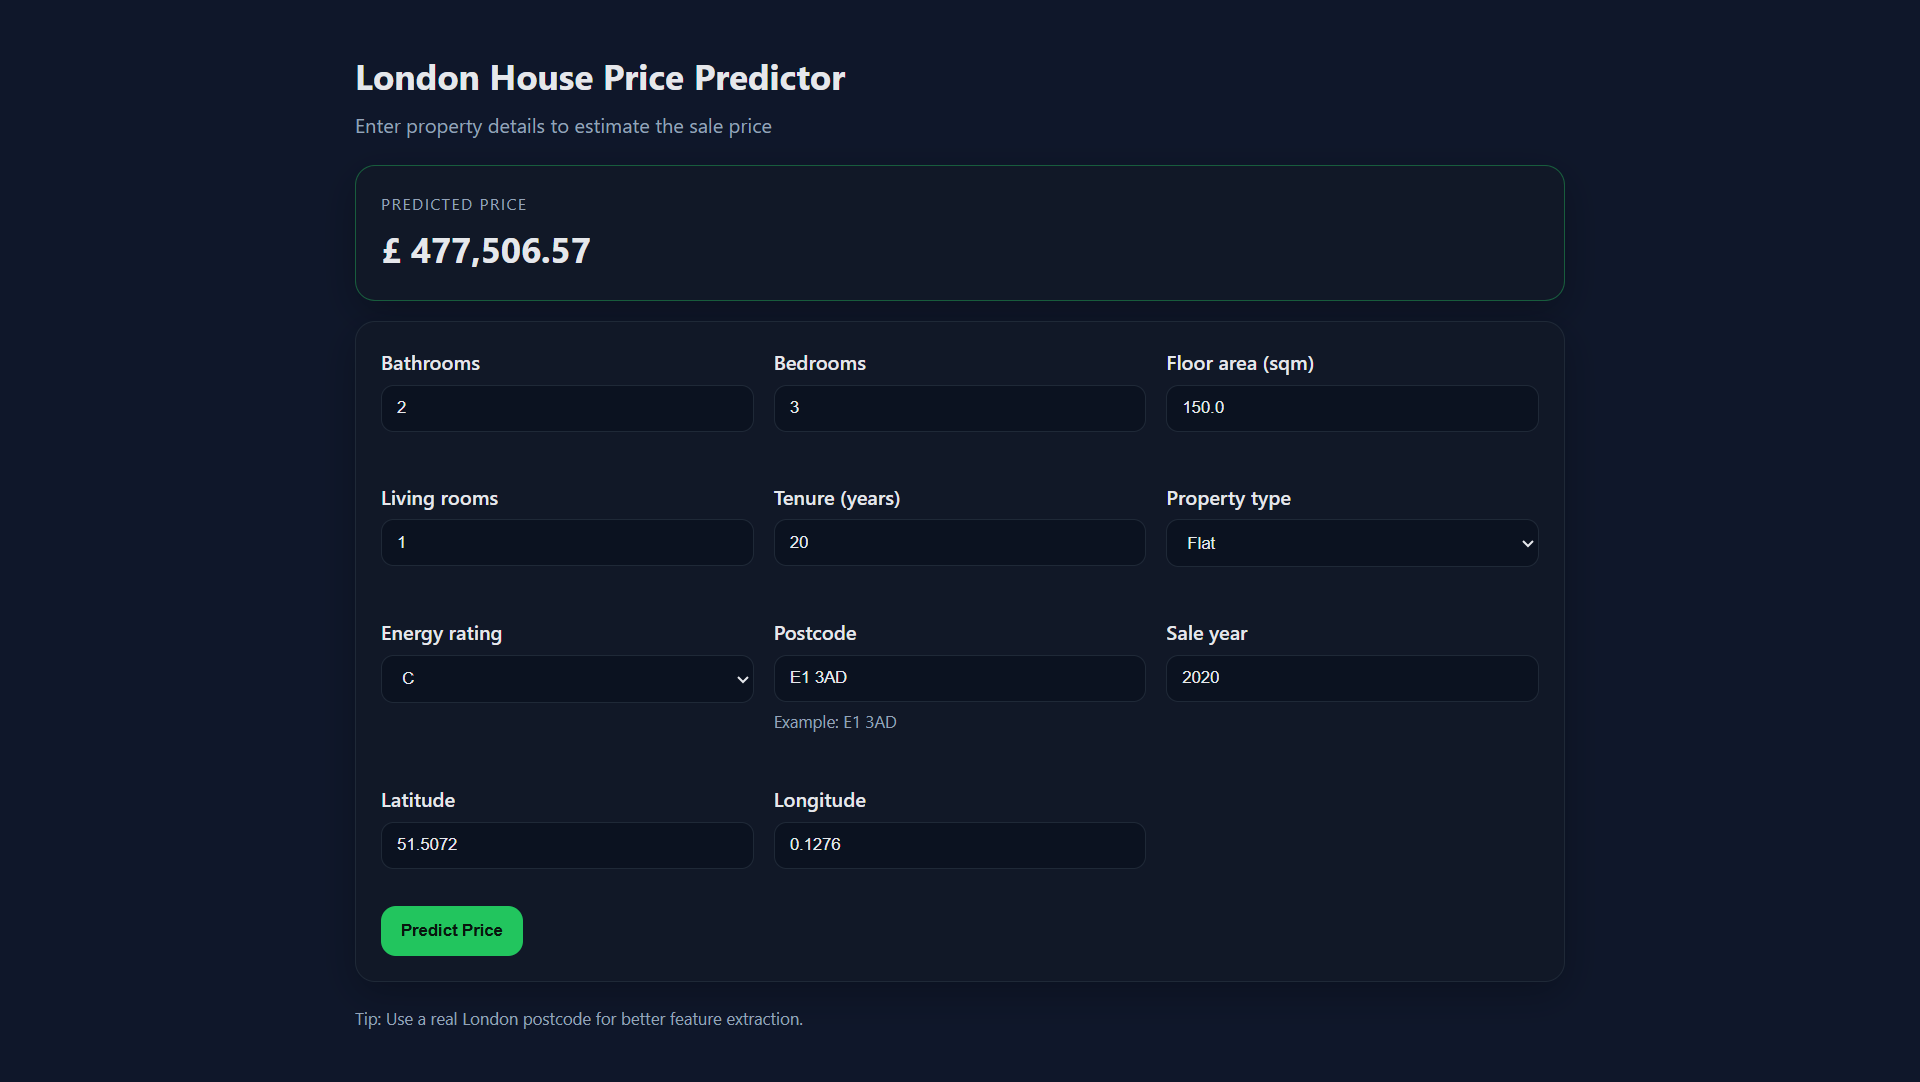 London House Price Predictor
Enter property details to estimate the sale price
PREDICTED PRICE
£ 477,506.57
Bathrooms
2
Bedrooms
3
Floor area (sqm)
150.0
Living rooms
1
Tenure (years)
20
Property type
Flat
Energy rating
C
Postcode
E1 3AD
Example: E1 3AD
Sale year
2020
Latitude
51.5072
Longitude
0.1276
Predict Price
Tip: Use a real London postcode for better feature extraction.